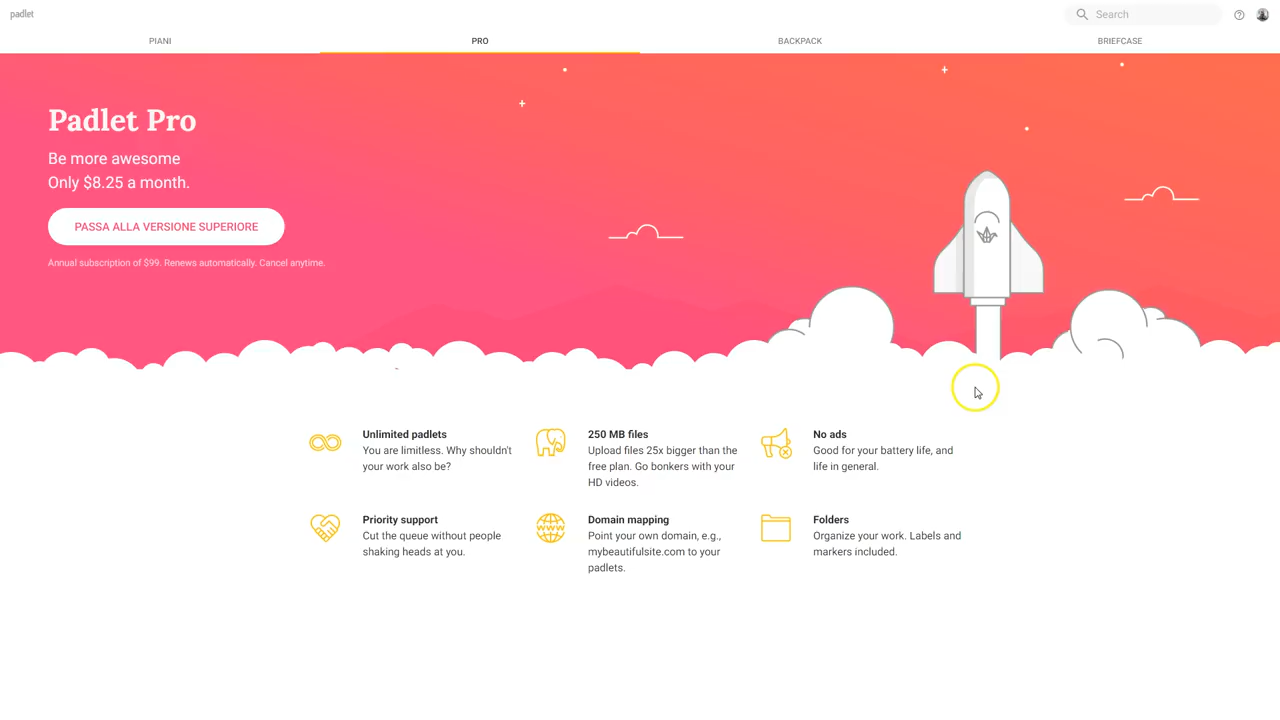 padlet
Search
PIANI
PRO
BACKPACK
BRIEFCASE
Padlet Pro
Be more awesome
Only $8.25 a month.
PASSA ALLA VERSIONE SUPERIORE
Annual subscription of $99. Renews automatically. Cancel anytime.
Unlimited padlets
You are limitless. Why shouldn't
your work also be?
250 MB files
Upload files 25x bigger than the
free plan. Go bonkers with your
HD videos.
No ads
Good for your battery life, and
life in general.
Priority support
Cut the queue without people
shaking heads at you.
WWW
Domain mapping
Point your own domain, e.g.,
mybeautifulsite.com to your
padlets.
Folders
Organize your work. Labels and
markers included.